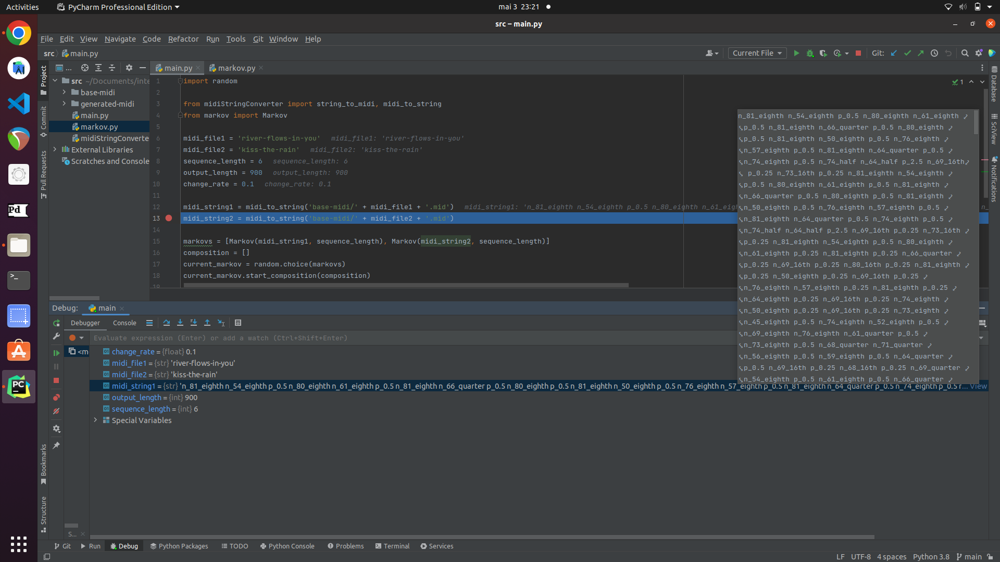 Activities
PyCharm Professional Edition
mai 3 23:21
src – main.py
File Edit View Navigate Code Refactor Run Tools Git Window Help
src main.py
Current File
Git:
Project
Commit
Pull Requests
Bookmarks
Structure
...
src ~/Documents/inte
base-midi
generated-midi
main.py
markov.py
midiStringConverte
External Libraries
Scratches and Console
main.py
markov.py
1
1 import random
2
3 from midiStringConverter import string_to_midi, midi_to_string
4 from markov import Markov
5
6 midi_file1 = 'river-flows-in-you' midi_file1: 'river-flows-in-you'
7 midi_file2 = 'kiss-the-rain' midi_file2: 'kiss-the-rain'
8 sequence_length = 6 sequence_length: 6
9 output_length = 900 output_length: 900
10 change_rate = 0.1 change_rate: 0.1
11
12 midi_string1 = midi_to_string('base-midi/' + midi_file1 + '.mid') midi_string1: 'n_81_eighth n_54_eighth p_0.5 n_80_eighth n_61_eigh
13 midi_string2 = midi_to_string('base-midi/' + midi_file2 + '.mid')
14
15 markovs = [Markov(midi_string1, sequence_length), Markov(midi_string2, sequence_length)]
16 composition = []
17 current_markov = random.choice(markovs)
18 current_markov.start_composition(composition)
19
n_81_eighth n_54_eighth p_0.5 n_80_eighth n_61_eighth
p_0.5 n_81_eighth n_66_quarter p_0.5 n_80_eighth
p_0.5 n_81_eighth n_50_eighth p_0.5 n_76_eighth
n_57_eighth p_0.5 n_81_eighth n_64_quarter p_0.5
n_74_eighth p_0.5 n_74_half n_64_half p_2.5 n_69_16th
p_0.25 n_73_16th p_0.25 n_81_eighth n_54_eighth
p_0.5 n_80_eighth n_61_eighth p_0.5 n_81_eighth
n_66_quarter p_0.5 n_80_eighth p_0.5 n_81_eighth
n_50_eighth p_0.5 n_76_eighth n_57_eighth p_0.5
n_81_eighth n_64_quarter p_0.5 n_74_eighth p_0.5
n_74_half n_64_half p_2.5 n_69_16th p_0.25 n_73_16th
p_0.25 n_81_eighth n_54_eighth p_0.5 n_80_eighth
n_61_eighth p_0.25 n_81_eighth p_0.25 n_66_quarter
p_0.25 n_69_16th p_0.25 n_80_16th p_0.25 n_81_eighth
p_0.25 n_50_eighth p_0.25 n_69_16th p_0.25
n_76_eighth n_57_eighth p_0.25 n_81_eighth p_0.25
n_64_eighth p_0.25 n_69_16th p_0.25 n_74_eighth
n_50_eighth p_0.25 n_69_16th p_0.25 n_73_eighth
n_45_eighth p_0.5 n_74_eighth n_52_eighth p_0.5
n_69_eighth n_76_eighth n_61_quarter p_0.5
n_73_eighth p_0.5 n_68_quarter n_71_quarter
n_56_eighth p_0.5 n_59_eighth p_0.5 n_64_quarter
p_0.5 n_69_16th p_0.25 n_68_16th p_0.25 n_69_quarter
n_54_eighth p_0.5 n_61_eighth p_0.5 n_66_quarter
Database
SciView
Notifications
Debug: main
Debugger Console
Evaluate expression (Enter) or add a watch (Ctrl+Shift+Enter)
<m
change_rate = {float} 0.1
midi_file1 = {str} 'river-flows-in-you'
midi_file2 = {str} 'kiss-the-rain'
midi_string1 = {str} 'n_81_eighth n_54_eighth p_0.5 n_80_eighth n_61_eighth p_0.5 n_81_eighth n_66_quarter p_0.5 n_80_eighth p_0.5 n_81_eighth n_50_eighth p_0.5 n_76_eighth n_57_eighth p_0.5 n_81_eighth n_64_quarter p_0.5 n_74_eighth p_0.5 r... View
output_length = {int} 900
sequence_length = {int} 6
Special Variables
S...
Git Run Debug Python Packages TODO Python Console Problems Terminal Services
LF UTF-8 4 spaces Python 3.8 main